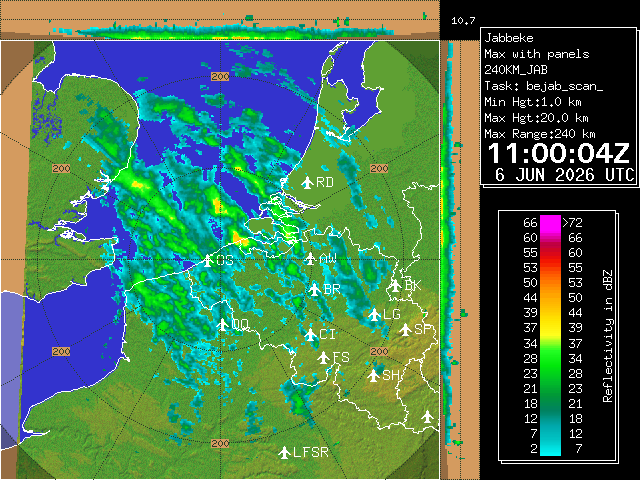 10.7
Jabbeke
Max with panels
240KM_JAB
Task: bejab_scan_
Min Hgt:1.0 km
Max Hgt:20.0 km
Max Range:240 km
11:00:04Z
6 JUN 2026 UTC
200
200
RD
200
OS
AW
BR
BK
LG
QO
SP
CI
200
FS
200
SH
200
LFSR
66 >72
60 66
55 60
53 55
50 53
44 50
42 44
39 42
37 39
34 37
28 34
23 28
21 23
18 21
12 18
7 12
2 7
Reflectivity in dBZ